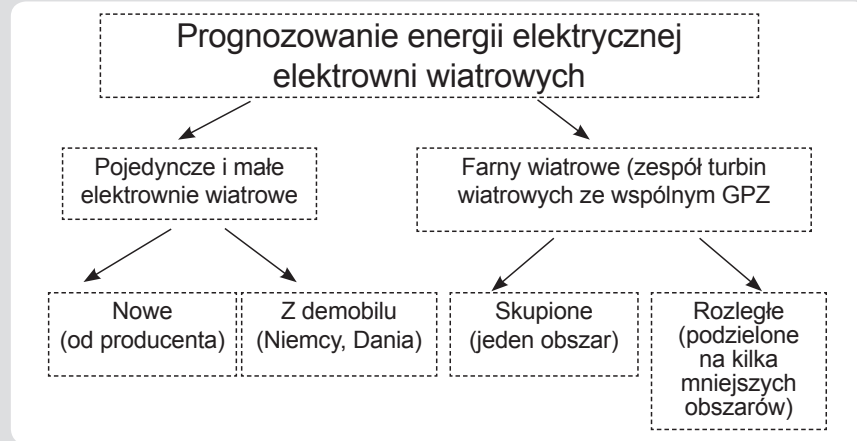 Prognozowanie energii elektrycznej
elektrowni wiatrowych
Pojedyncze i małe
elektrownie wiatrowe
Farny wiatrowe (zespół turbin
wiatrowych ze wspólnym GPZ
Nowe
(od producenta)
Z demobilu
(Niemcy, Dania)
Skupione
(jeden obszar)
Rozległe
(podzielone
na kilka
mniejszych
obszarów)